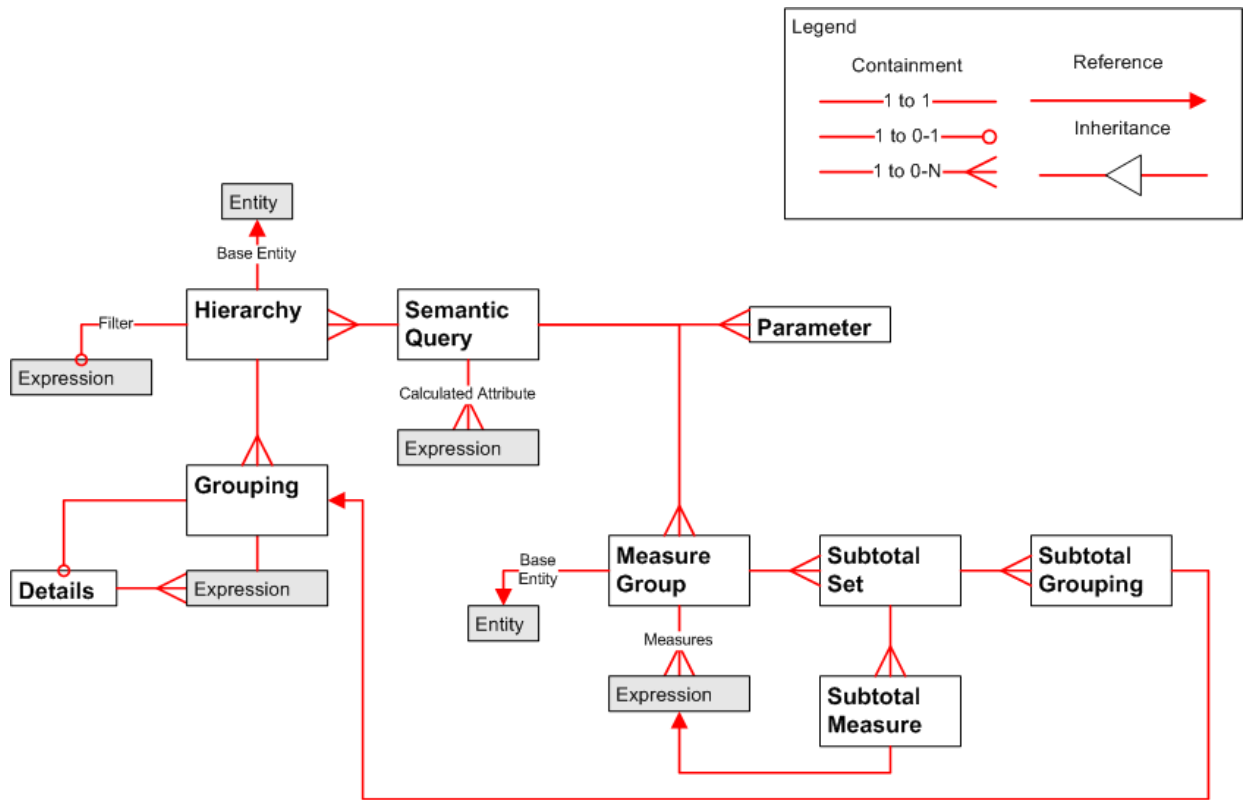 Legend
Containment
Reference
1 to 1
1 to 0-1
Inheritance
1 to 0-N
Entity
Base Entity
Hierarchy
Semantic
Query
Parameter
Filter
Expression
Calculated Attribute
Expression
Grouping
Details
Expression
Base
Entity
Entity
Measure
Group
Subtotal
Set
Subtotal
Grouping
Measures
Expression
Subtotal
Measure